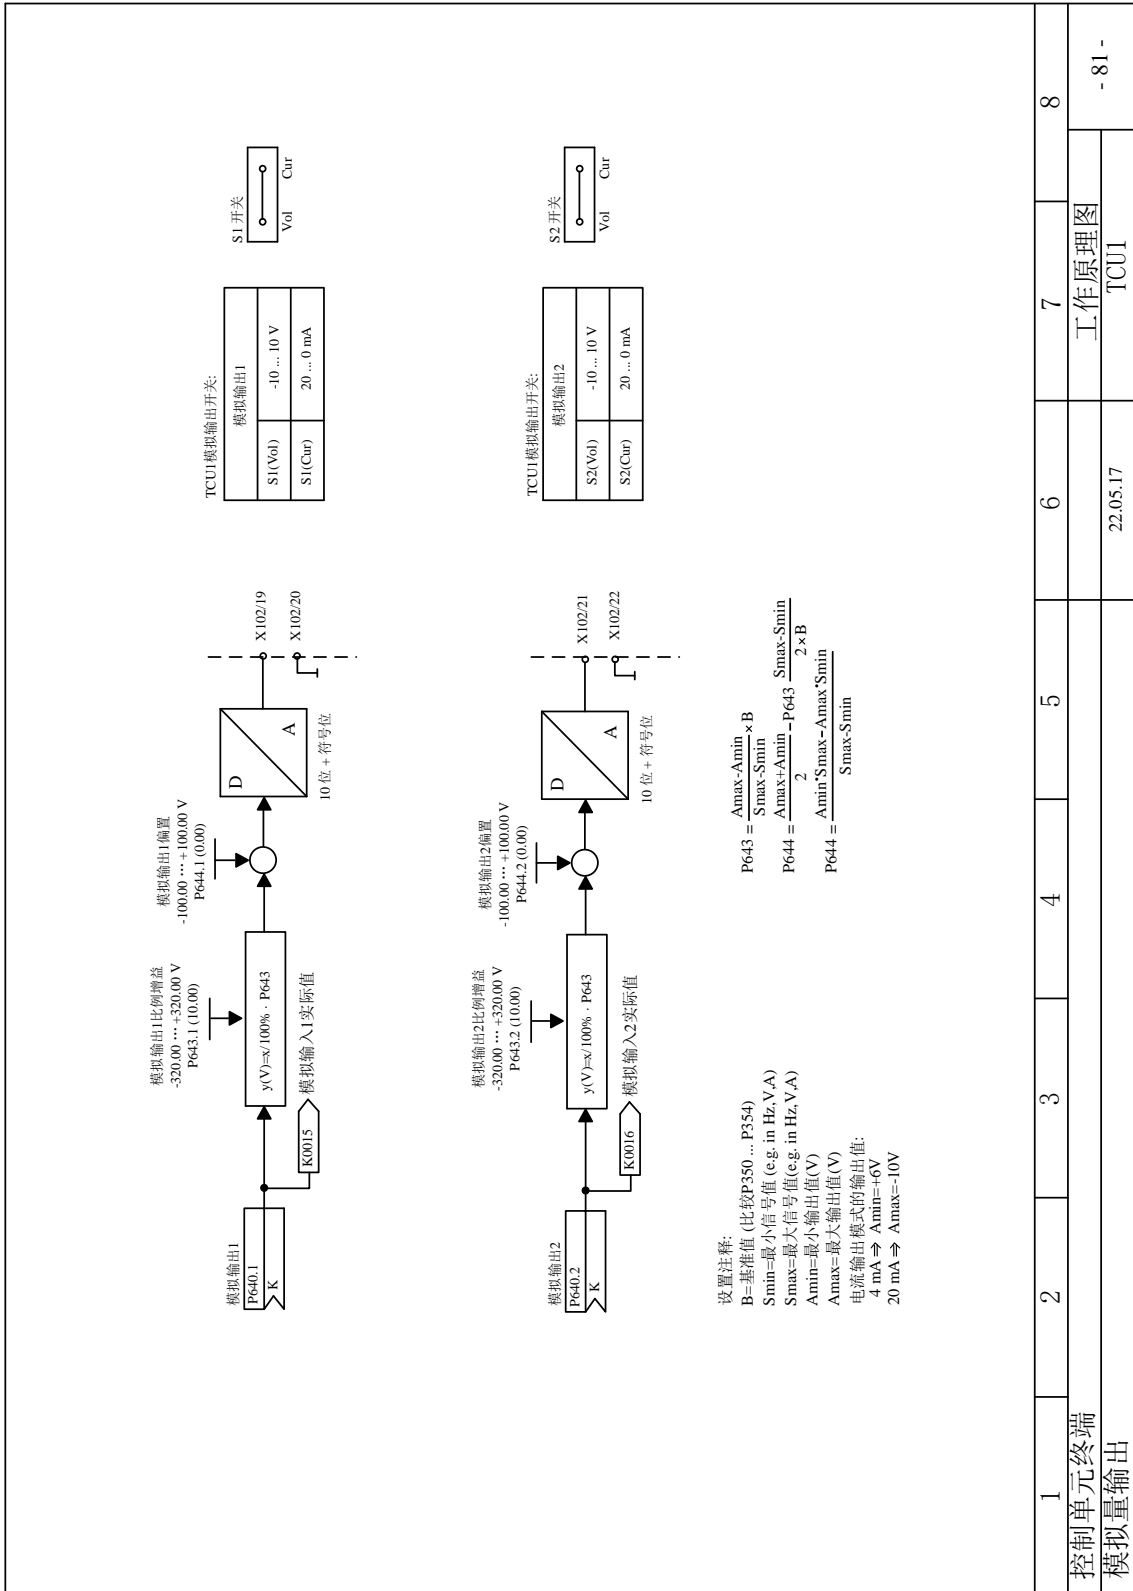 模拟输出1
P640.1
K
K0015
模拟输入1实际值
模拟输出1比例增益
-320.00 ··· +320.00 V
P643.1 (10.00)
y(V)=x/100% · P643
模拟输出1偏置
-100.00 ··· +100.00 V
P644.1 (0.00)
D
A
10 位 + 符号位
X102/19
X102/20
TCU1模拟输出开关:
模拟输出1
S1(Vol) -10 ... 10 V
S1(Cur) 20 ... 0 mA
S1 开关
Vol Cur
模拟输出2
P640.2
K
K0016
模拟输入2实际值
模拟输出2比例增益
-320.00 ··· +320.00 V
P643.2 (10.00)
y(V)=x/100% · P643
模拟输出2偏置
-100.00 ··· +100.00 V
P644.2 (0.00)
D
A
10 位 + 符号位
X102/21
X102/22
TCU1模拟输出开关:
模拟输出2
S2(Vol) -10 ... 10 V
S2(Cur) 20 ... 0 mA
S2 开关
Vol Cur
设置注释:
B=基准值 (比较P350 ... P354)
Smin=最小信号值 (e.g. in Hz,V,A)
Smax=最大信号值(e.g. in Hz,V,A)
Amin=最小输出值(V)
Amax=最大输出值(V)
电流输出模式的输出值:
4 mA ⇒ Amin=+6V
20 mA ⇒ Amax=-10V
P643 = Amax-Amin / Smax-Smin × B
P644 = Amax+Amin / 2 - P643 Smax-Smin / 2 × B
P644 = Amin*Smax-Amax*Smin / Smax-Smin
1 2 3 4 5 6 7 8
控制单元终端 工作原理图
模拟量输出 22.05.17 TCU1
- 81 -